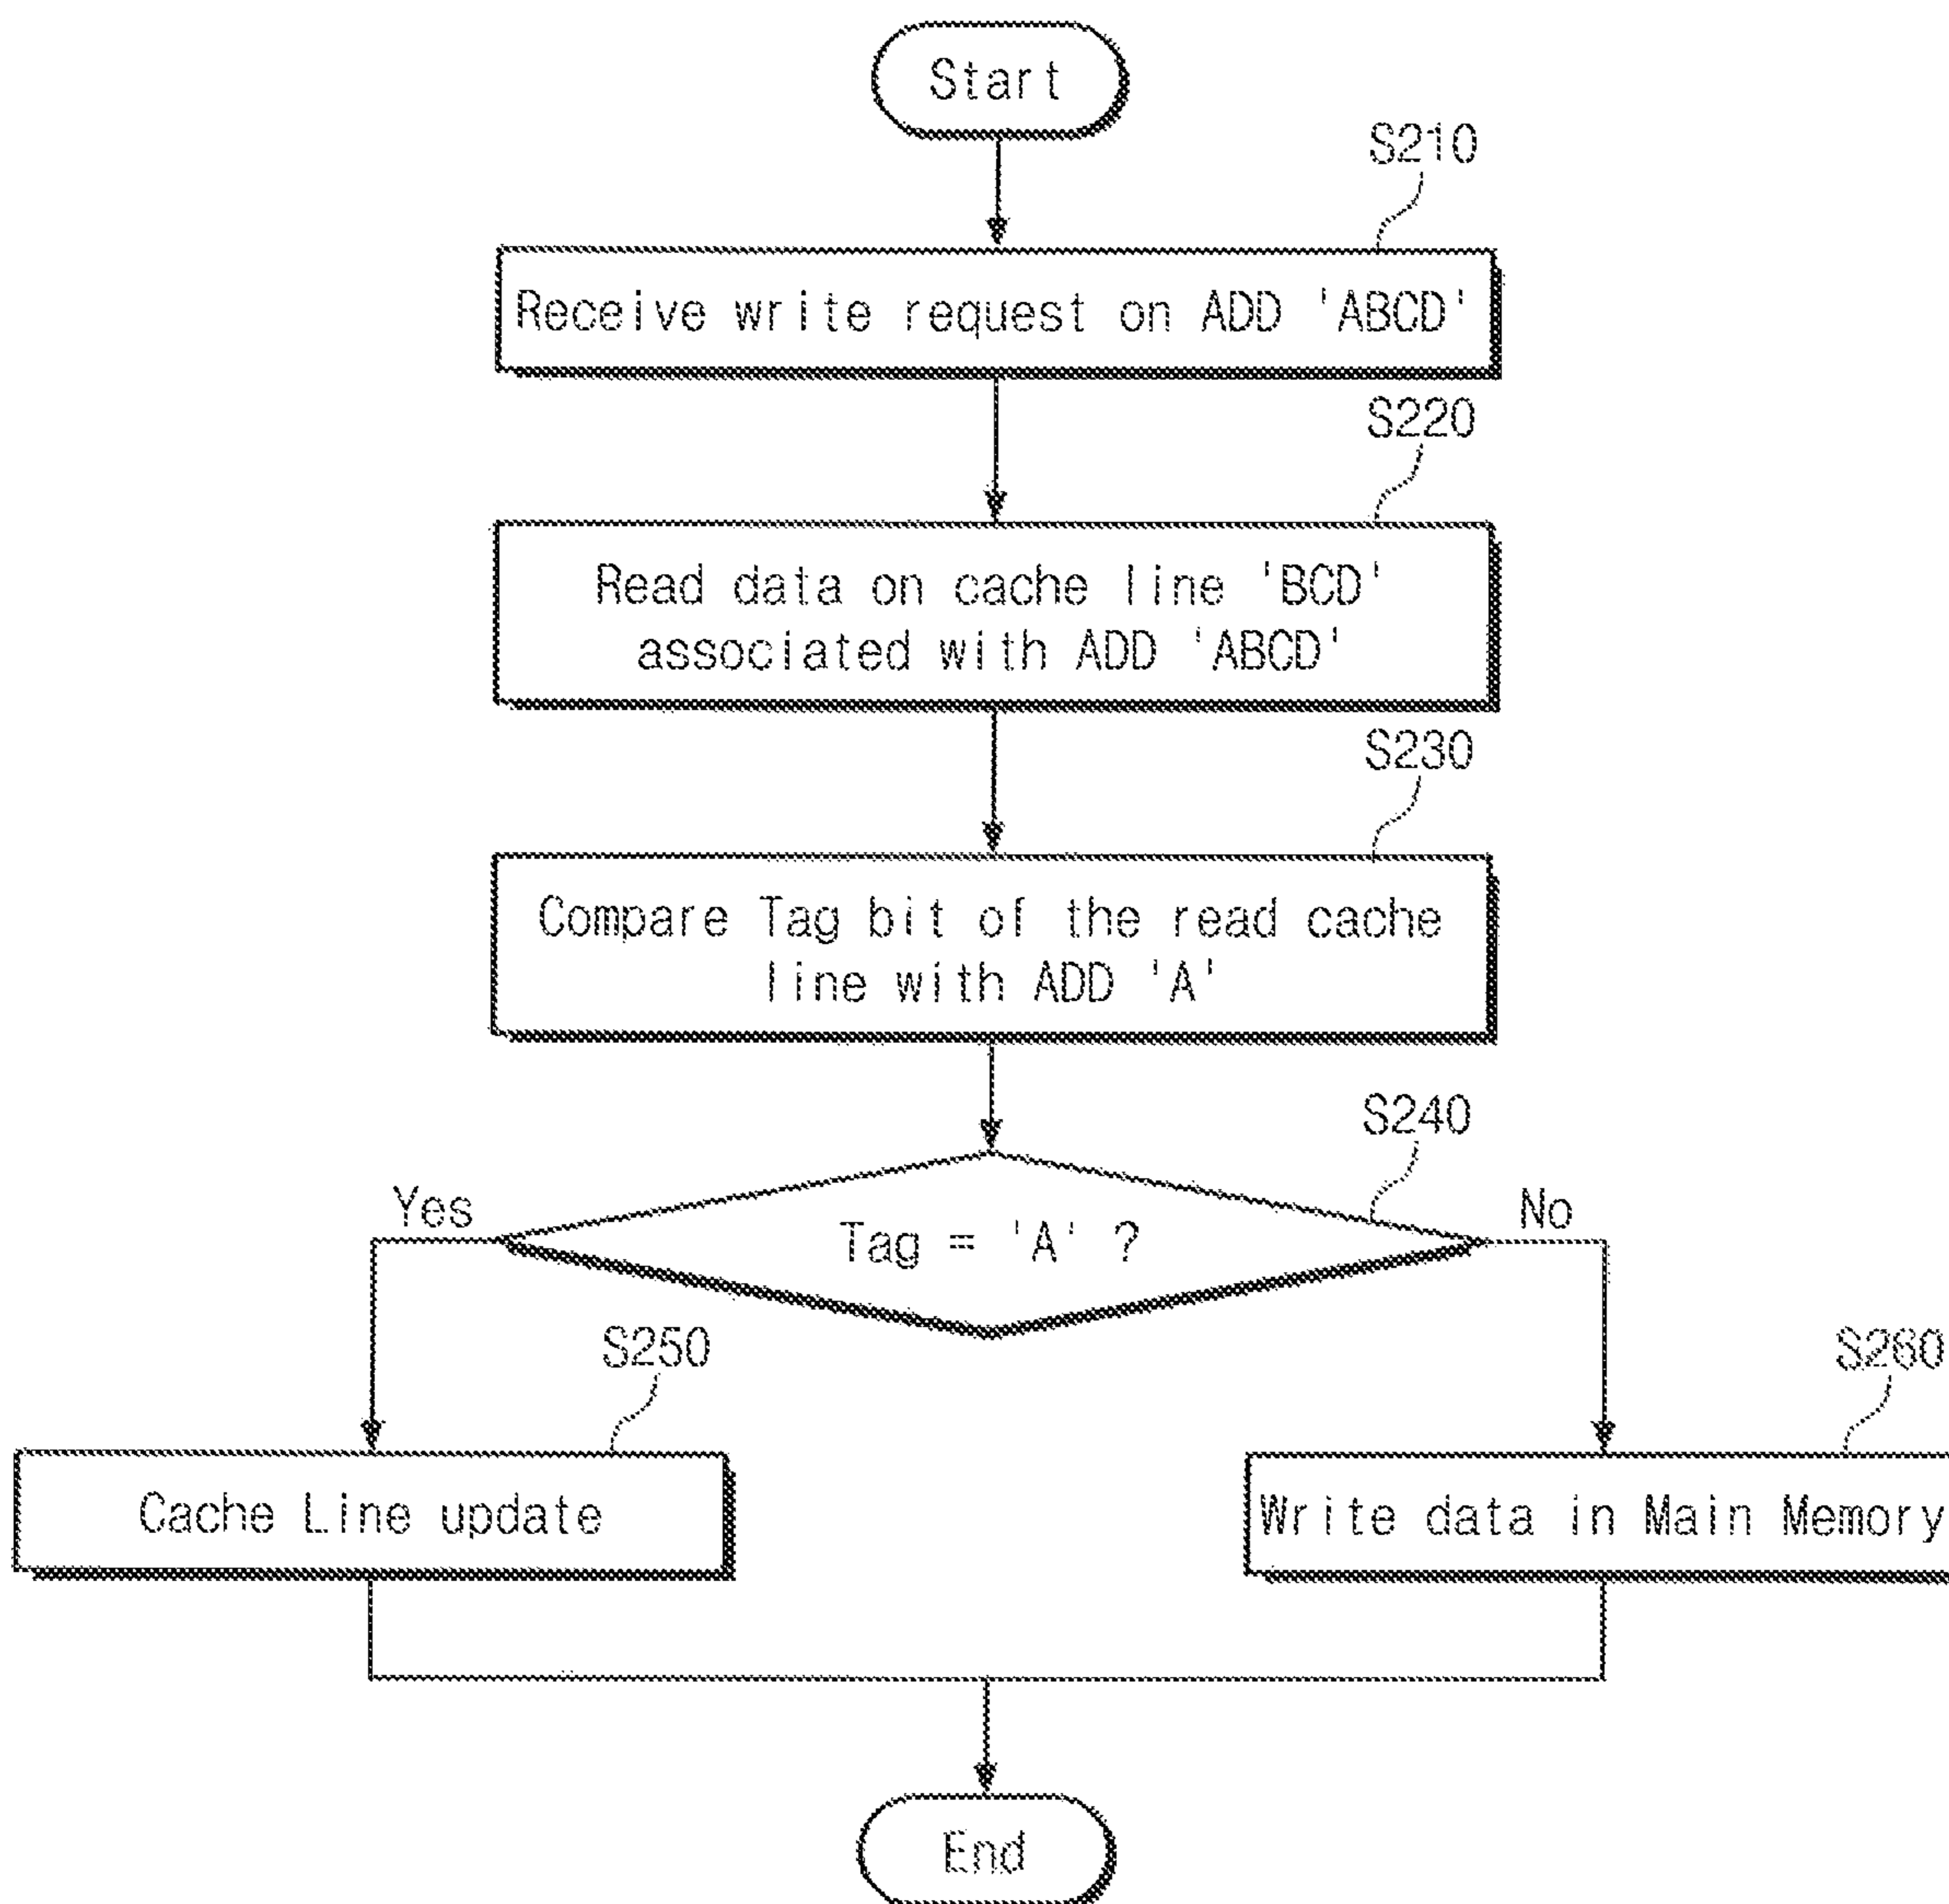 Start
S210
Receive write request on ADD 'ABCD'
S220
Read data on cache line 'BCD'
associated with ADD 'ABCD'
S230
Compare Tag bit of the read cache
line with ADD 'A'
S240
Yes
Tag = 'A' ?
No
S250
S260
Cache Line update
Write data in Main Memory
End